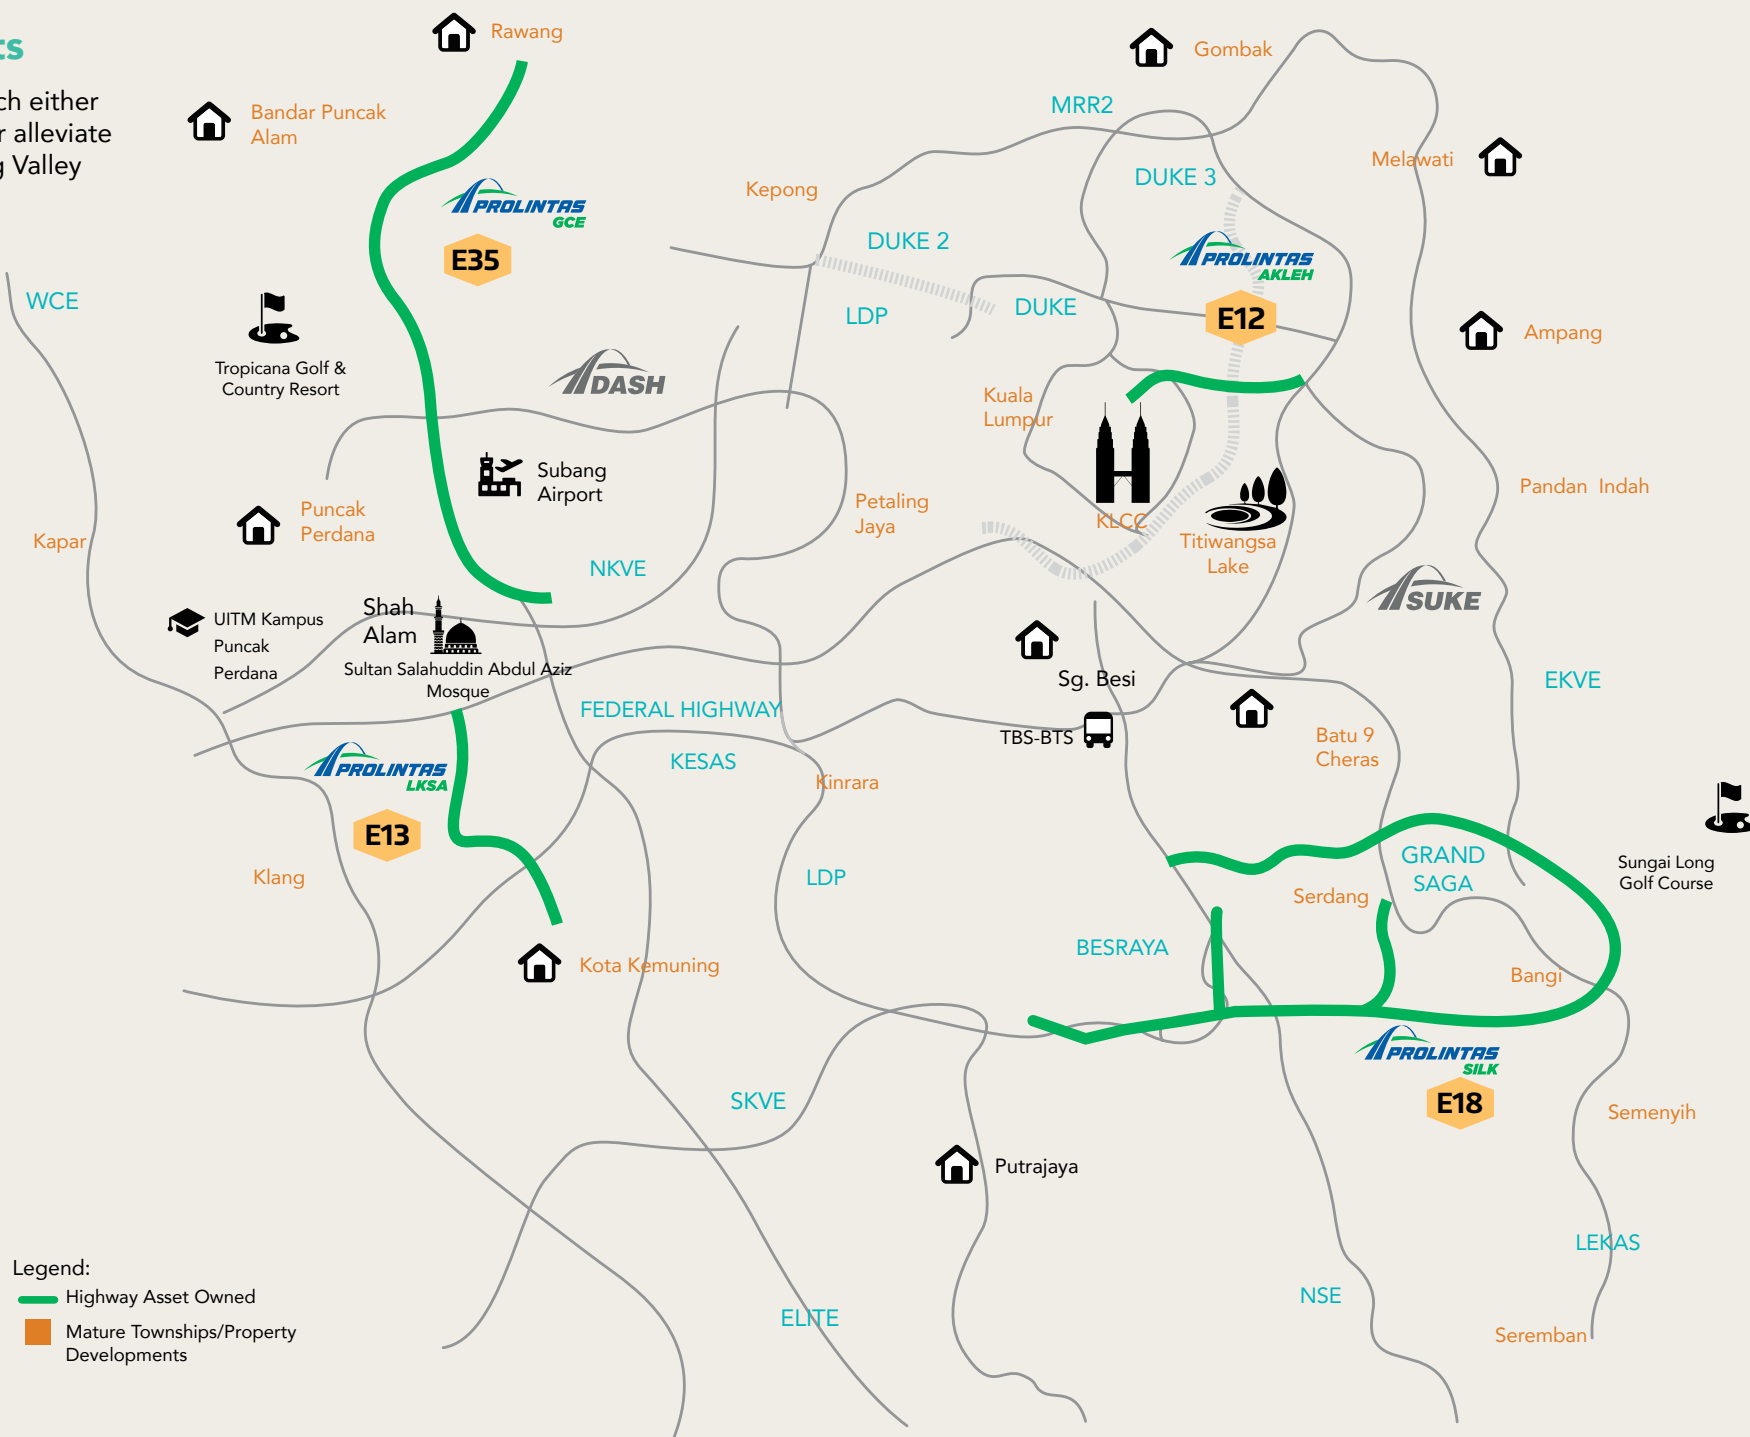 ts
ch either
r alleviate
g Valley
Rawang
Gombak
MRR2
Bandar Puncak
Alam
Melawati
DUKE 3
Kepong
PROLINTAS
GCE
E35
DUKE 2
PROLINTAS
AKLEH
E12
WCE
DUKE
LDP
Ampang
Tropicana Golf &
Country Resort
DASH
Kuala
Lumpur
Subang
Airport
Petaling
Jaya
Pandan Indah
KLCC
Puncak
Perdana
Kapar
Titiwangsa
Lake
NKVE
SUKE
UITM Kampus
Puncak
Perdana
Shah
Alam
Sultan Salahuddin Abdul Aziz
Mosque
Sg. Besi
EKVE
FEDERAL HIGHWAY
TBS-BTS
Batu 9
Cheras
KESAS
PROLINTAS
LKSA
E13
Kinrara
GRAND
SAGA
Sungai Long
Golf Course
Klang
LDP
Serdang
BESRAYA
Kota Kemuning
Bangi
PROLINTAS
SILK
E18
SKVE
Semenyih
Putrajaya
LEKAS
Legend:
Highway Asset Owned
Mature Townships/Property
Developments
NSE
ELITE
Seremban